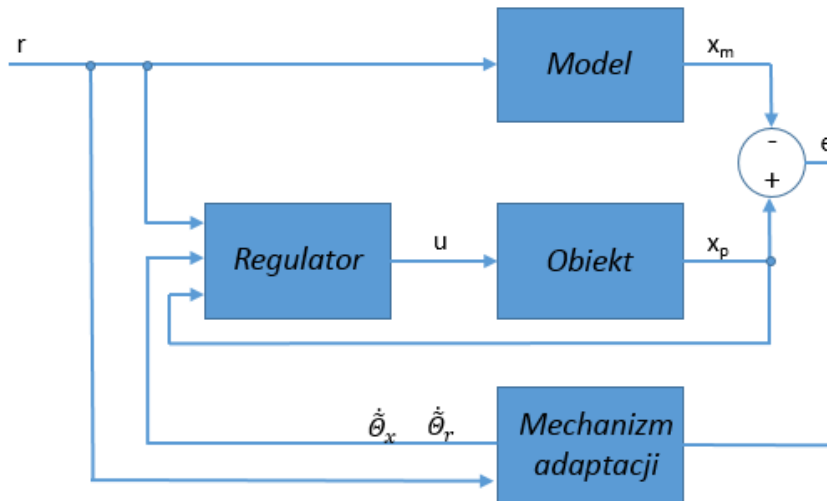 r
Model
xₘ
-
+
e
Regulator
u
Obiekt
xₚ
θ̃̇ₓ θ̃̇ᵣ
Mechanizm
adaptacji